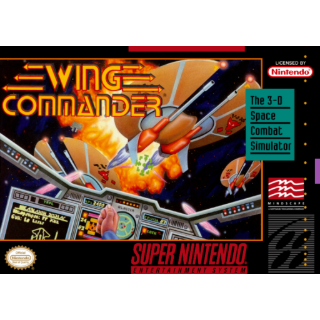 LICENSED BY
Nintendo
WING
COMMANDER
The 3-D
Space
Combat
Simulator
MINDSCAPE
SUPER NINTENDO
ENTERTAINMENT SYSTEM